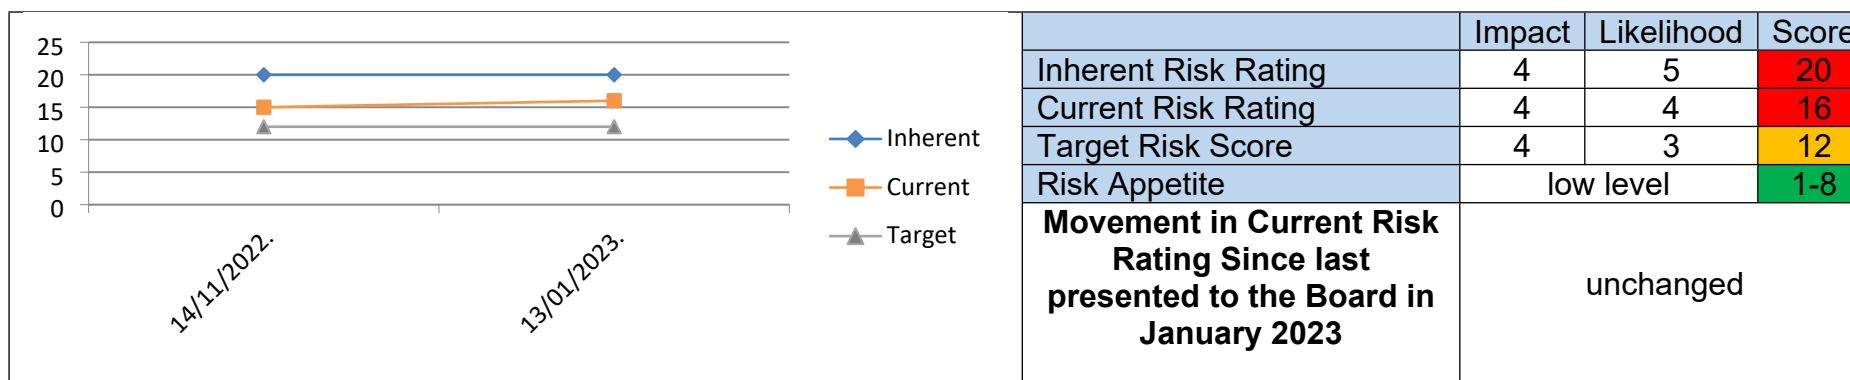 25
20
15
10
5
0
14/11/2022.
13/01/2023.
Inherent
Current
Target
Impact Likelihood Score
Inherent Risk Rating 4 5 20
Current Risk Rating 4 4 16
Target Risk Score 4 3 12
Risk Appetite low level 1-8
Movement in Current Risk
Rating Since last
presented to the Board in
January 2023
unchanged